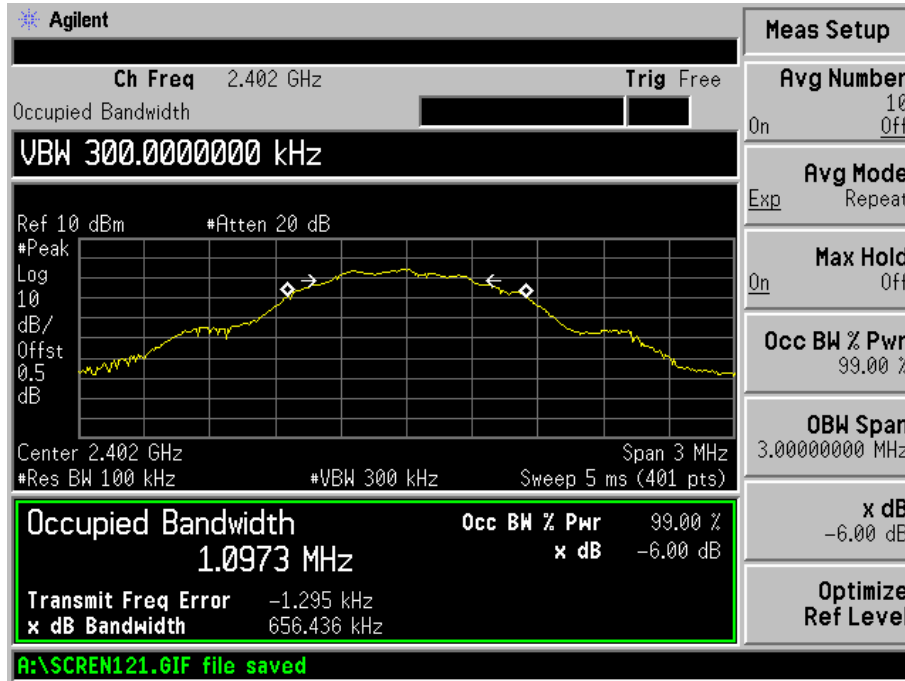 Agilent
Meas Setup
Ch Freq 2.402 GHz Trig Free
Occupied Bandwidth
VBW 300.0000000 kHz
Ref 10 dBm #Atten 20 dB
#Peak
Log
10
dB/
Offst
0.5
dB
Center 2.402 GHz Span 3 MHz
#Res BW 100 kHz #VBW 300 kHz Sweep 5 ms (401 pts)
Occupied Bandwidth
1.0973 MHz
Occ BW % Pwr 99.00 %
x dB -6.00 dB
Transmit Freq Error -1.295 kHz
x dB Bandwidth 656.436 kHz
A:\SCREN121.GIF file saved
Avg Number
10
On Off
Avg Mode
Exp Repeat
Max Hold
On Off
Occ BW % Pwr
99.00 %
OBW Span
3.00000000 MHz
x dB
-6.00 dB
Optimize
Ref Level